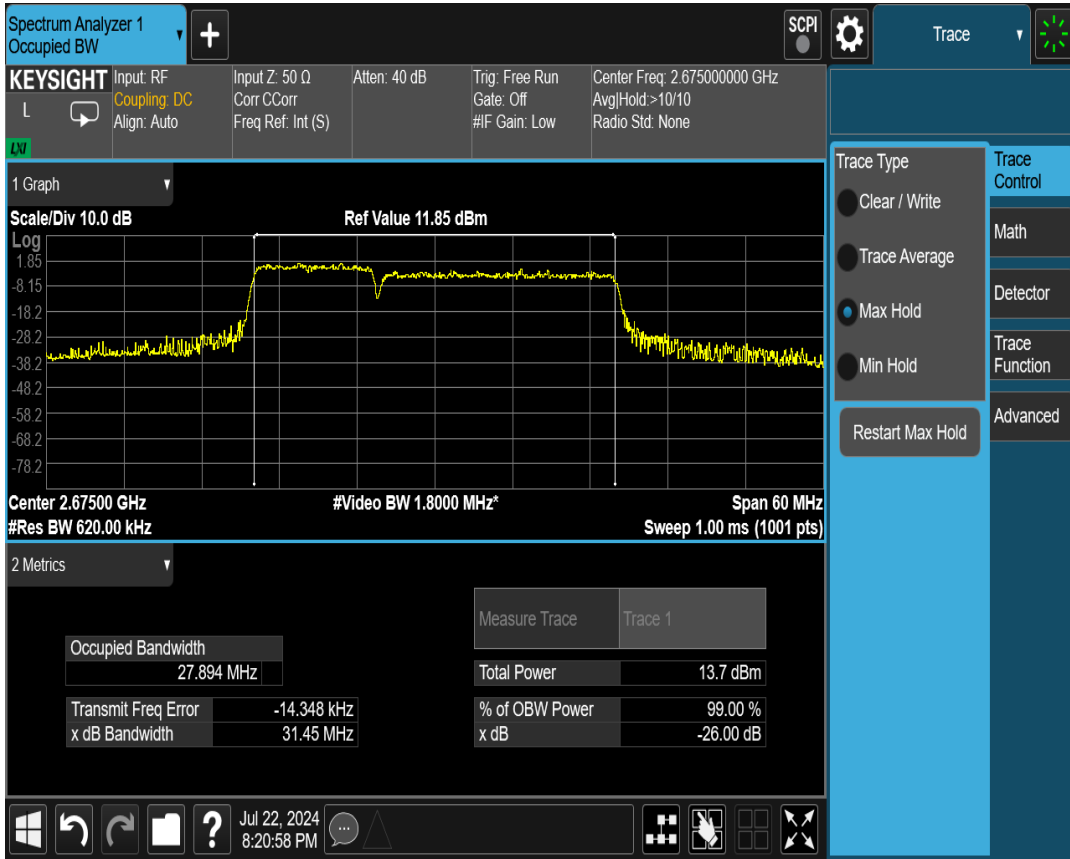 Spectrum Analyzer 1
Occupied BW
SCPI
Trace
KEYSIGHT
L
LXI
Input: RF
Coupling: DC
Align: Auto
Input Z: 50 Ω
Corr CCorr
Freq Ref: Int (S)
Atten: 40 dB
Trig: Free Run
Gate: Off
#IF Gain: Low
Center Freq: 2.675000000 GHz
Avg|Hold:>10/10
Radio Std: None
1 Graph
Scale/Div 10.0 dB
Ref Value 11.85 dBm
Log
1.85
-8.15
-18.2
-28.2
-38.2
-48.2
-58.2
-68.2
-78.2
Center 2.67500 GHz
#Video BW 1.8000 MHz*
Span 60 MHz
#Res BW 620.00 kHz
Sweep 1.00 ms (1001 pts)
2 Metrics
Measure Trace Trace 1
Occupied Bandwidth
27.894 MHz
Total Power 13.7 dBm
Transmit Freq Error -14.348 kHz
% of OBW Power 99.00 %
x dB Bandwidth 31.45 MHz
x dB -26.00 dB
Trace Type
Clear / Write
Trace Average
Max Hold
Min Hold
Restart Max Hold
Trace
Control
Math
Detector
Trace
Function
Advanced
?
Jul 22, 2024
8:20:58 PM